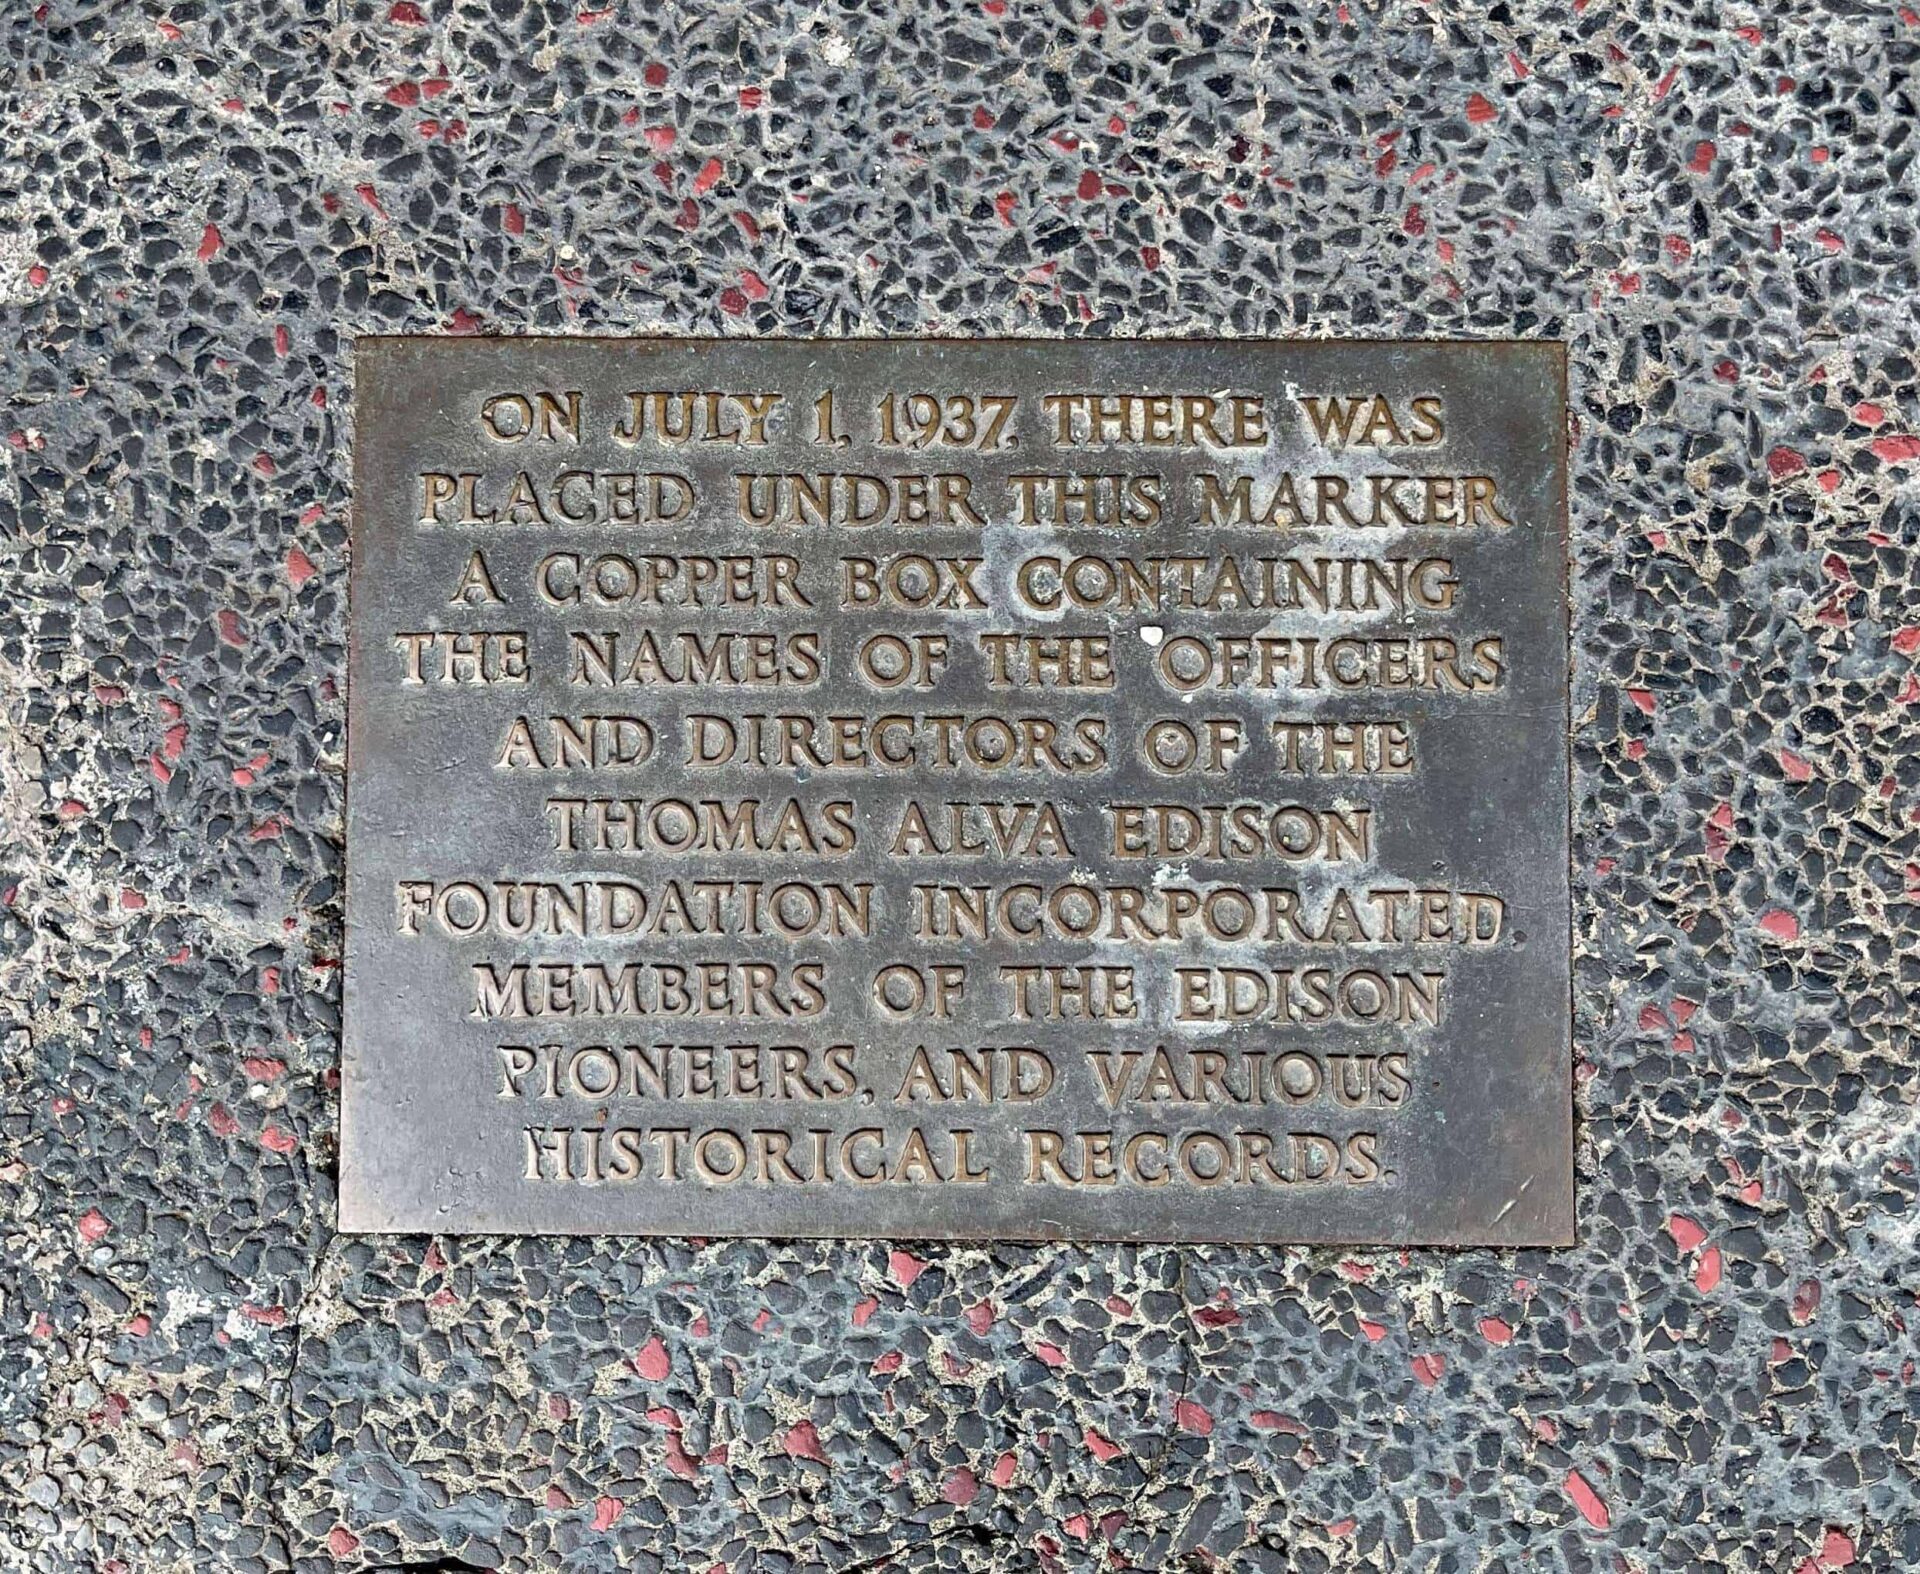 ON JULY 1, 1937, THERE WAS
PLACED UNDER THIS MARKER
A COPPER BOX CONTAINING
THE NAMES OF THE OFFICERS
AND DIRECTORS OF THE
THOMAS ALVA EDISON
FOUNDATION INCORPORATED
MEMBERS OF THE EDISON
PIONEERS, AND VARIOUS
HISTORICAL RECORDS.